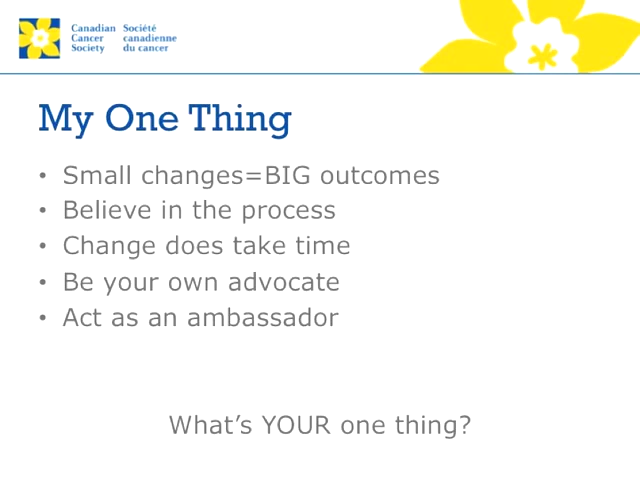 Canadian Cancer Society
Société canadienne du cancer
My One Thing
• Small changes=BIG outcomes
• Believe in the process
• Change does take time
• Be your own advocate
• Act as an ambassador
What's YOUR one thing?